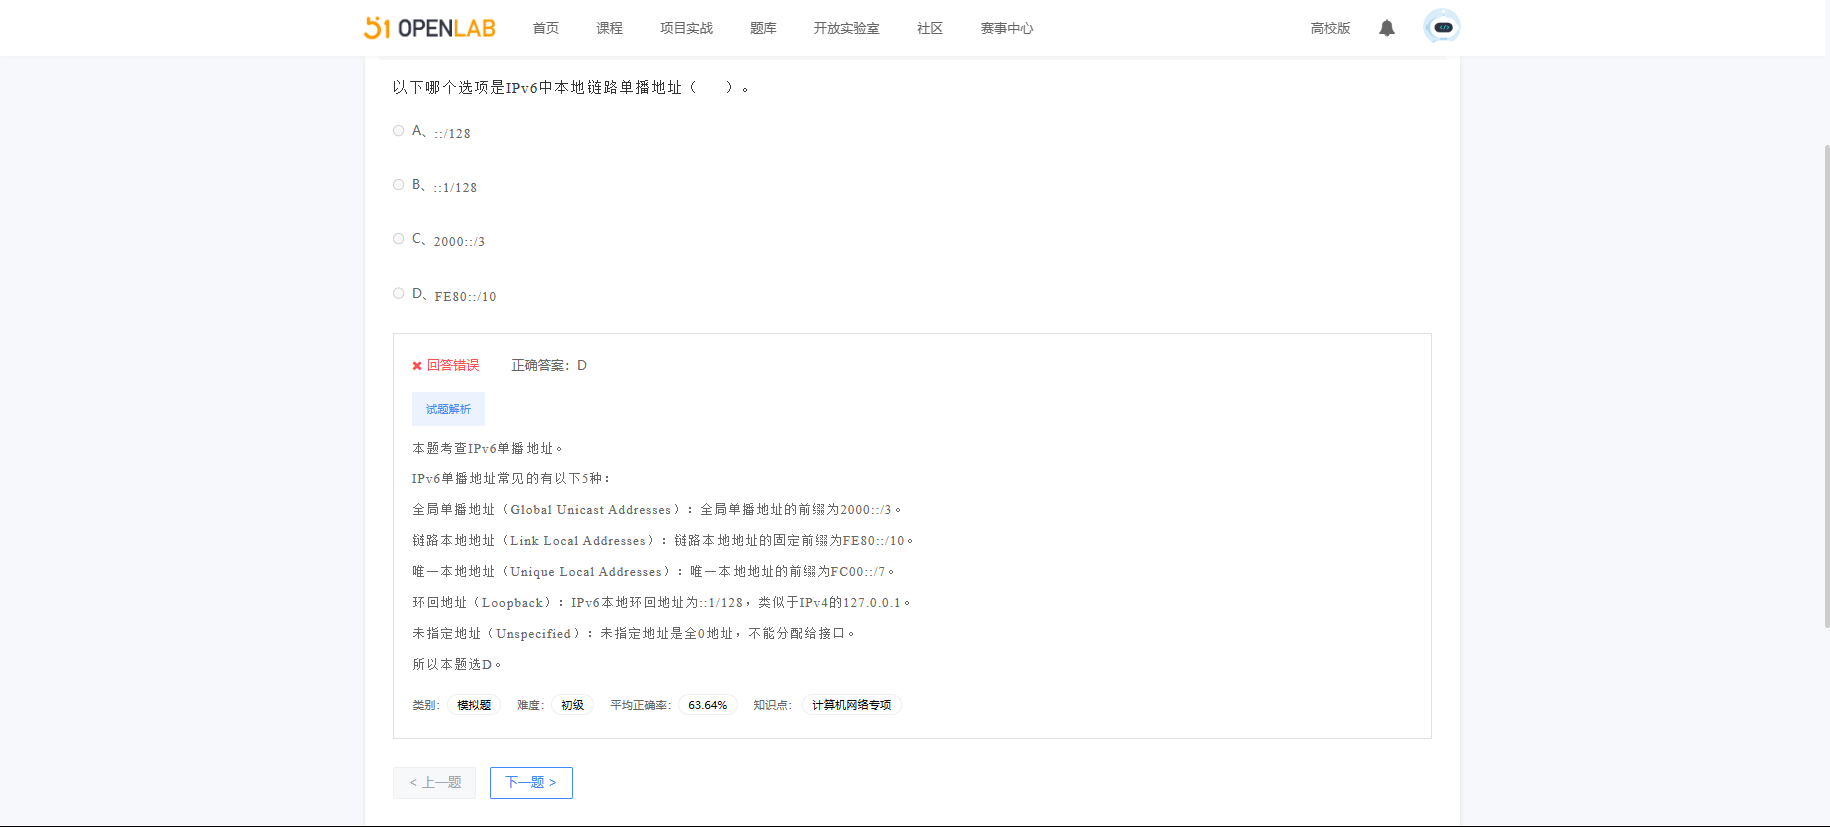 51 OPENLAB 首页 课程 项目实战 题库 开放实验室 社区 赛事中心 高校版
以下哪个选项是IPv6中本地链路单播地址（　　）。
A、::/128
B、::1/128
C、2000::/3
D、FE80::/10
回答错误 正确答案：D
试题解析
本题考查IPv6单播地址。
IPv6单播地址常见的有以下5种：
全局单播地址（Global Unicast Addresses）：全局单播地址的前缀为2000::/3。
链路本地地址（Link Local Addresses）：链路本地地址的固定前缀为FE80::/10。
唯一本地地址（Unique Local Addresses）：唯一本地地址的前缀为FC00::/7。
环回地址（Loopback）：IPv6本地环回地址为::1/128，类似于IPv4的127.0.0.1。
未指定地址（Unspecified）：未指定地址是全0地址，不能分配给接口。
所以本题选D。
类别： 模拟题 难度： 初级 平均正确率： 63.64% 知识点： 计算机网络专项
< 上一题 下一题 >